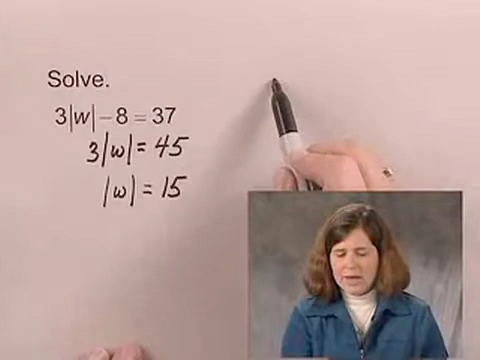 Solve.
3|w| – 8 = 37
3|w| = 45
|w| = 15